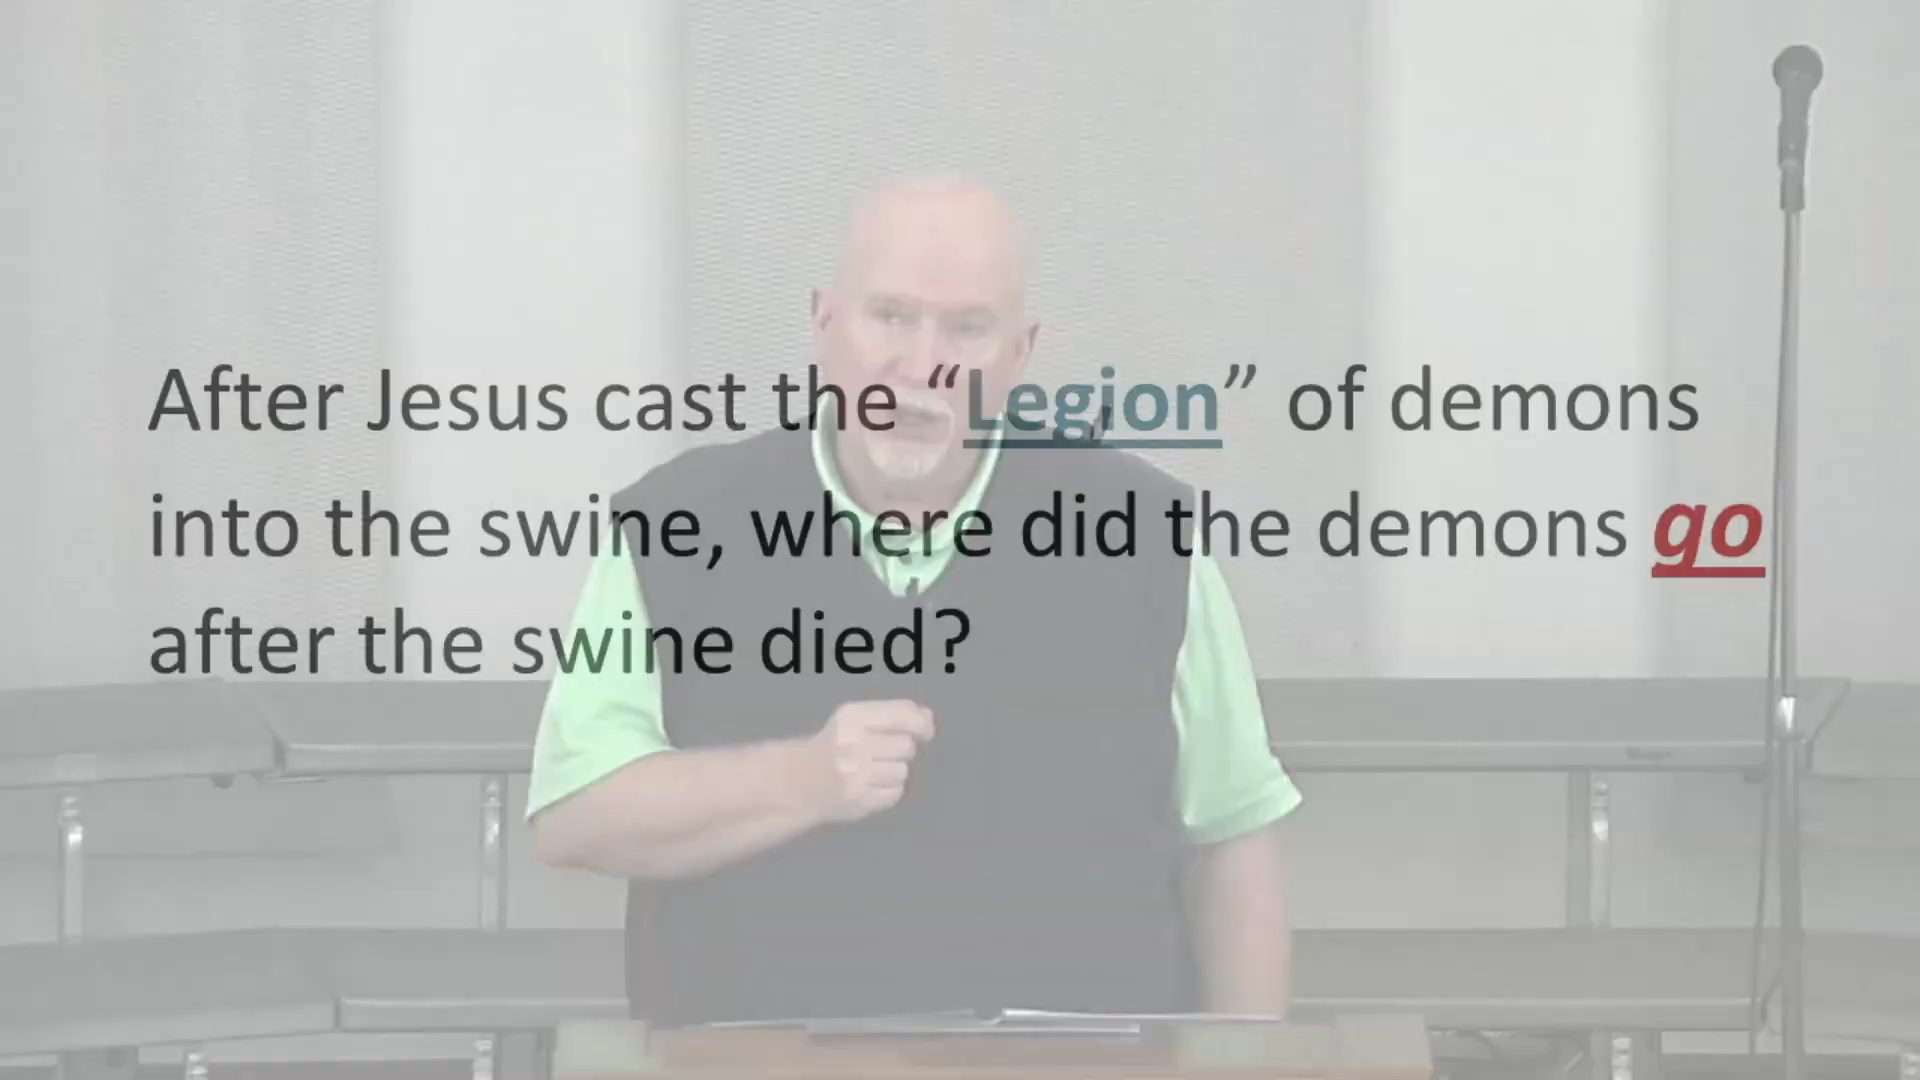 After Jesus cast the “Legion” of demons
into the swine, where did the demons go
after the swine died?